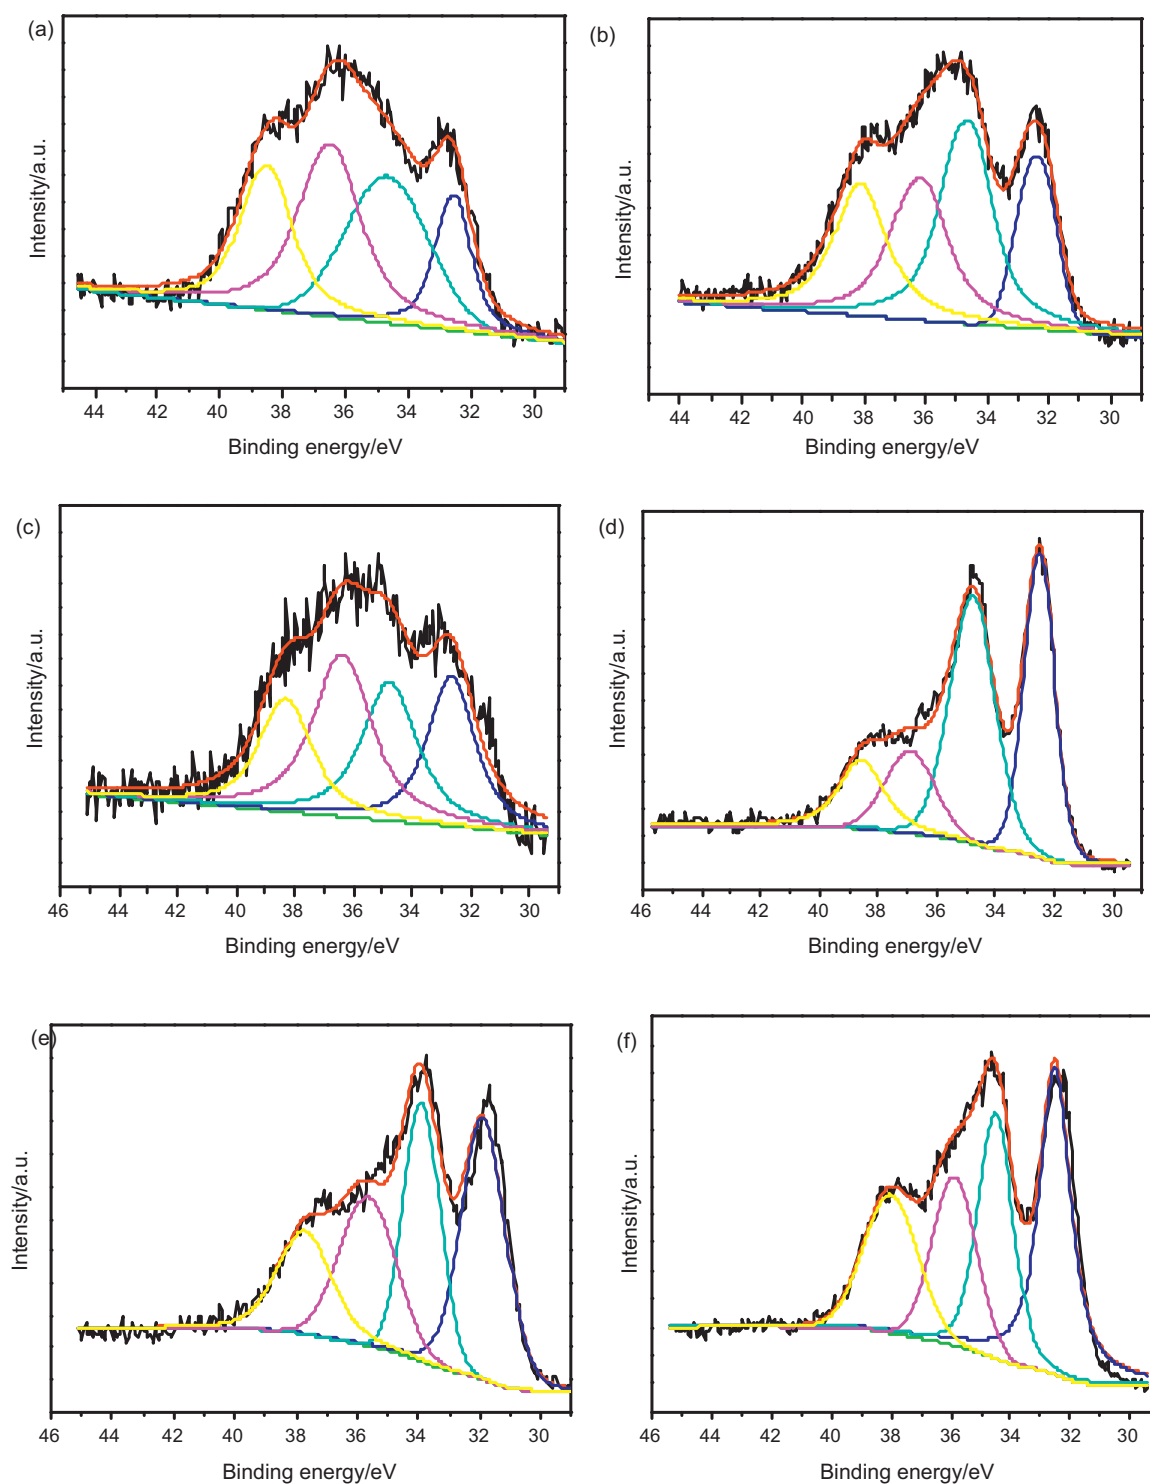 (a)
Intensity/a.u.
44 42 40 38 36 34 32 30
Binding energy/eV
(b)
Intensity/a.u.
44 42 40 38 36 34 32 30
Binding energy/eV
(c)
Intensity/a.u.
46 44 42 40 38 36 34 32 30
Binding energy/eV
(d)
Intensity/a.u.
46 44 42 40 38 36 34 32 30
Binding energy/eV
(e)
Intensity/a.u.
46 44 42 40 38 36 34 32 30
Binding energy/eV
(f)
Intensity/a.u.
46 44 42 40 38 36 34 32 30
Binding energy/eV